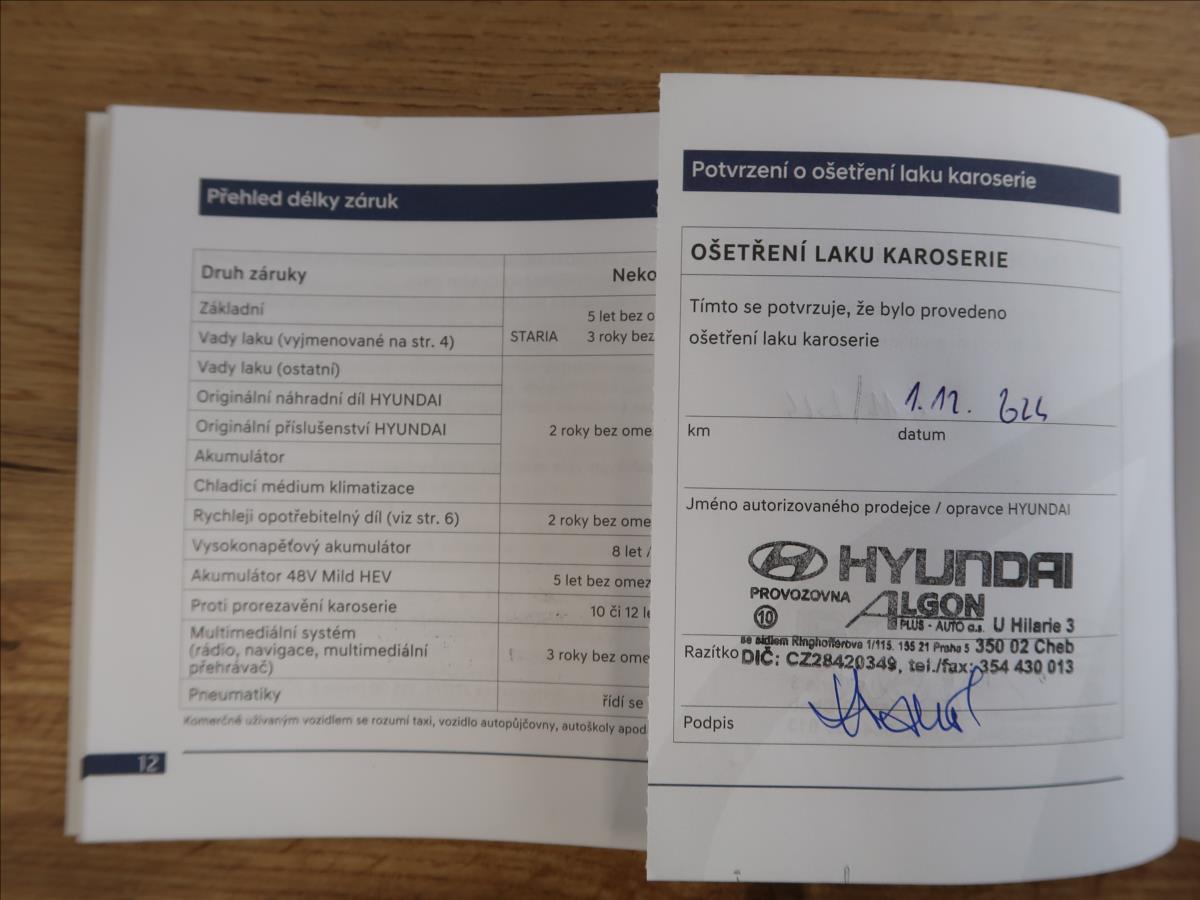 Přehled délky záruk
Druh záruky
Neko
Základní
5 let bez o
Vady laku (vyjmenované na str. 4)
STARIA 3 roky bez
Vady laku (ostatní)
Originální náhradní díl HYUNDAI
Originální příslušenství HYUNDAI
2 roky bez ome
Akumulátor
Chladicí médium klimatizace
Rychleji opotřebitelný díl (viz str. 6)
2 roky bez ome
Vysokonapěťový akumulátor
8 let /
Akumulátor 48V Mild HEV
5 let bez omez
Proti prorezavění karoserie
10 či 12 le
Multimediální systém
(rádio, navigace, multimediální
přehrávač)
3 roky bez ome
Pneumatiky
řídí se
Komerčně užívaným vozidlem se rozumí taxi, vozidlo autopůjčovny, autoškoly apod
12
Potvrzení o ošetření laku karoserie
OŠETŘENÍ LAKU KAROSERIE
Tímto se potvrzuje, že bylo provedeno
ošetření laku karoserie
1.12.
km
datum
Jméno autorizovaného prodejce / opravce HYUNDAI
HYUNDAI
PROVOZOVNA ALGON
10 PLUS - AUTO a.s. U Hilarie 3
se sídlem Ringhofferova 1/115, 155 21 Praha 5 350 02 Cheb
Razítko DIČ: CZ28420349, tel./fax: 354 430 013
Podpis